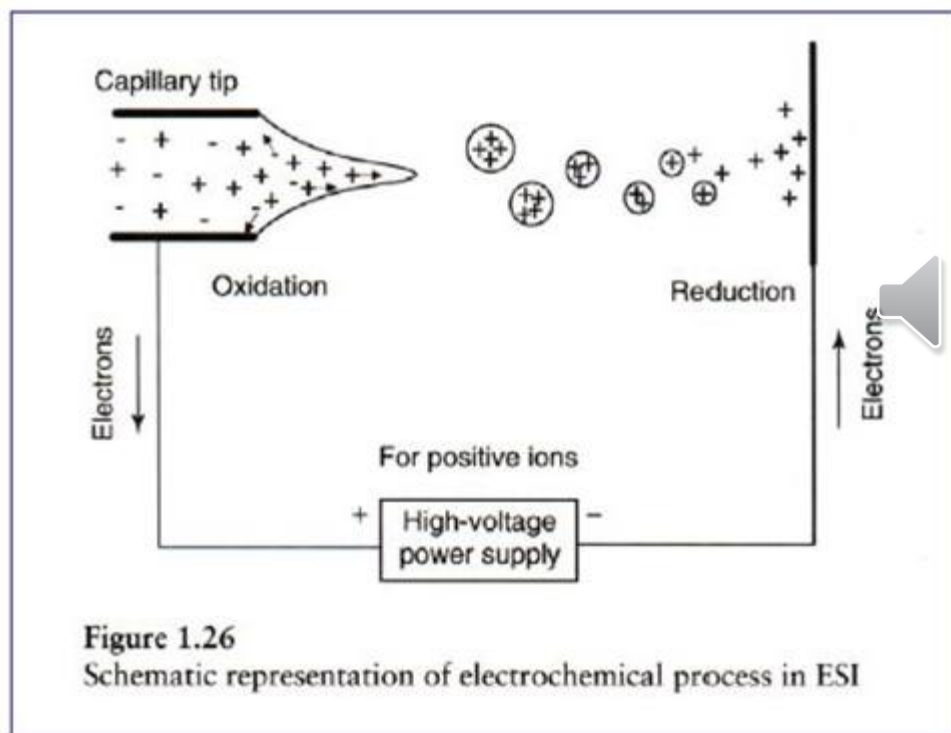 Capillary tip
Oxidation
Reduction
Electrons
Electrons
For positive ions
+
High-voltage
power supply
−
Figure 1.26
Schematic representation of electrochemical process in ESI